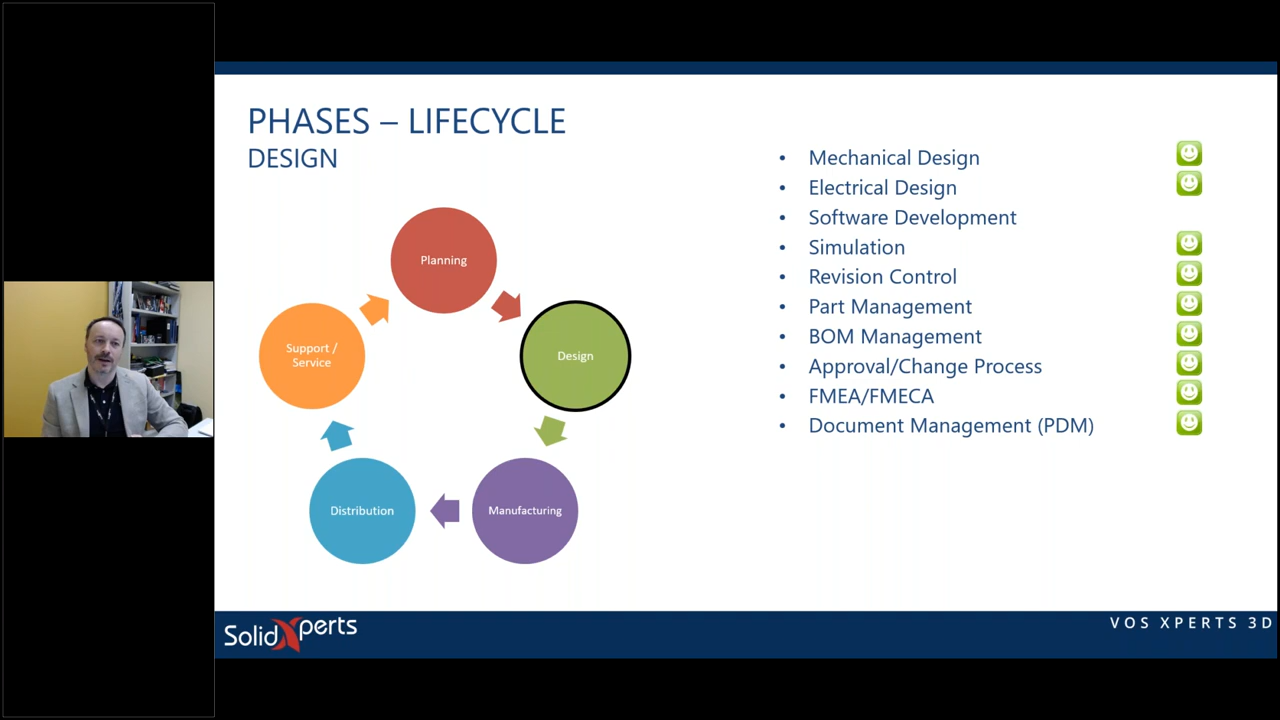 PHASES – LIFECYCLE
DESIGN
Planning
Design
Manufacturing
Distribution
Support /
Service
• Mechanical Design
• Electrical Design
• Software Development
• Simulation
• Revision Control
• Part Management
• BOM Management
• Approval/Change Process
• FMEA/FMECA
• Document Management (PDM)
SolidXperts
VOS XPERTS 3D